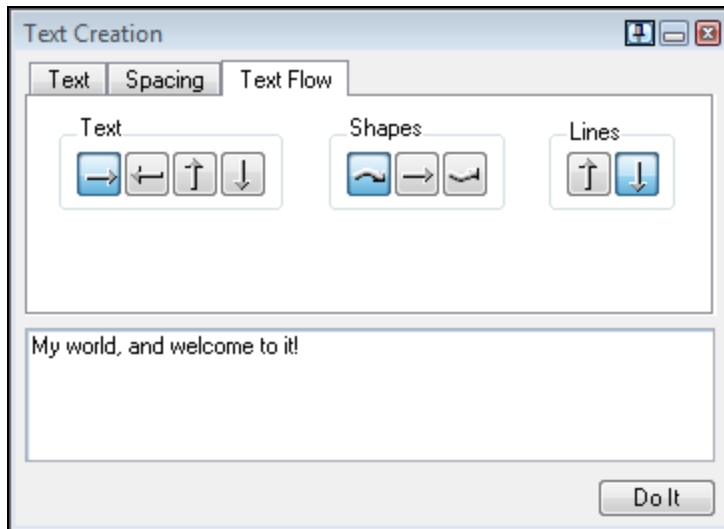 Text Creation
Text Spacing Text Flow
Text Shapes Lines
My world, and welcome to it!
Do It